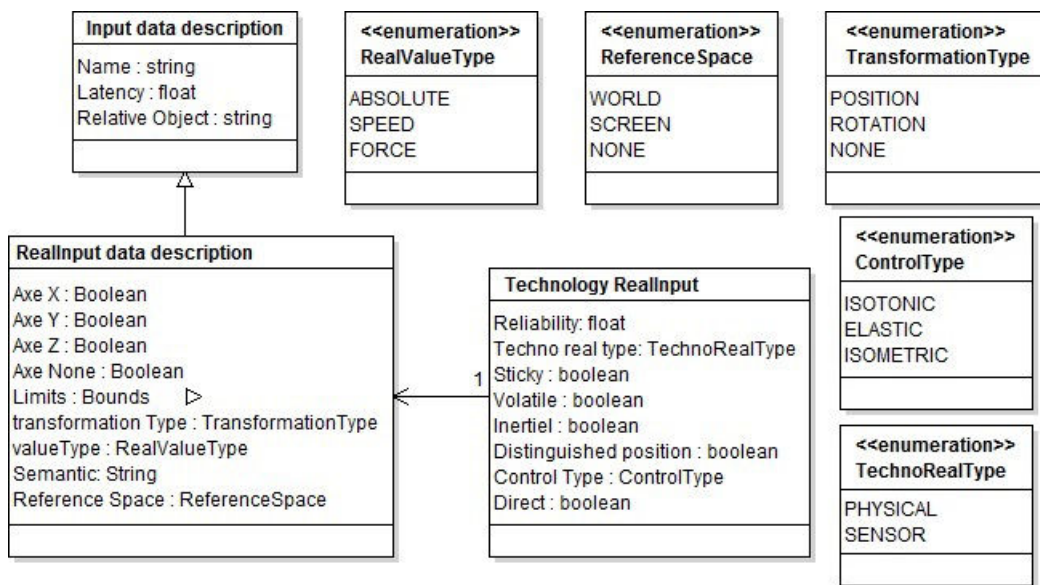 Input data description
Name : string
Latency : float
Relative Object : string
<<enumeration>>
RealValueType
ABSOLUTE
SPEED
FORCE
<<enumeration>>
ReferenceSpace
WORLD
SCREEN
NONE
<<enumeration>>
TransformationType
POSITION
ROTATION
NONE
RealInput data description
Axe X : Boolean
Axe Y : Boolean
Axe Z : Boolean
Axe None : Boolean
Limits : Bounds
transformation Type : TransformationType
valueType : RealValueType
Semantic: String
Reference Space : ReferenceSpace
1
Technology RealInput
Reliability: float
Techno real type: TechnoRealType
Sticky : boolean
Volatile : boolean
Inertiel : boolean
Distinguished position : boolean
Control Type : ControlType
Direct : boolean
<<enumeration>>
ControlType
ISOTONIC
ELASTIC
ISOMETRIC
<<enumeration>>
TechnoRealType
PHYSICAL
SENSOR